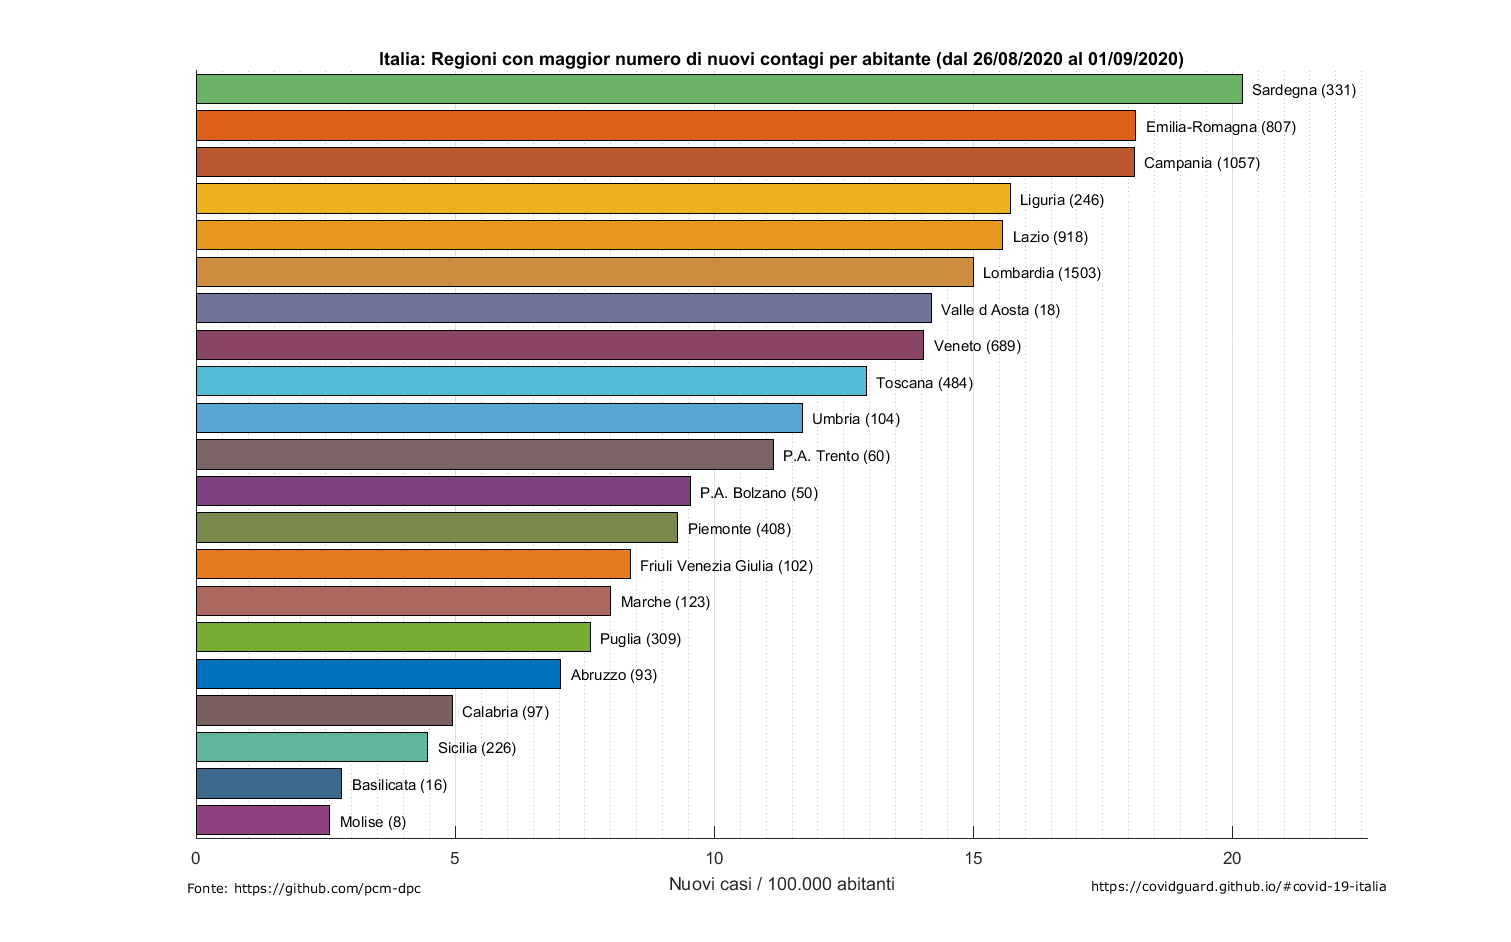 Italia: Regioni con maggior numero di nuovi contagi per abitante (dal 26/08/2020 al 01/09/2020)
Sardegna (331)
Emilia-Romagna (807)
Campania (1057)
Liguria (246)
Lazio (918)
Lombardia (1503)
Valle d Aosta (18)
Veneto (689)
Toscana (484)
Umbria (104)
P.A. Trento (60)
P.A. Bolzano (50)
Piemonte (408)
Friuli Venezia Giulia (102)
Marche (123)
Puglia (309)
Abruzzo (93)
Calabria (97)
Sicilia (226)
Basilicata (16)
Molise (8)
0 5 10 15 20
Nuovi casi / 100.000 abitanti
Fonte: https://github.com/pcm-dpc
https://covidguard.github.io/#covid-19-italia